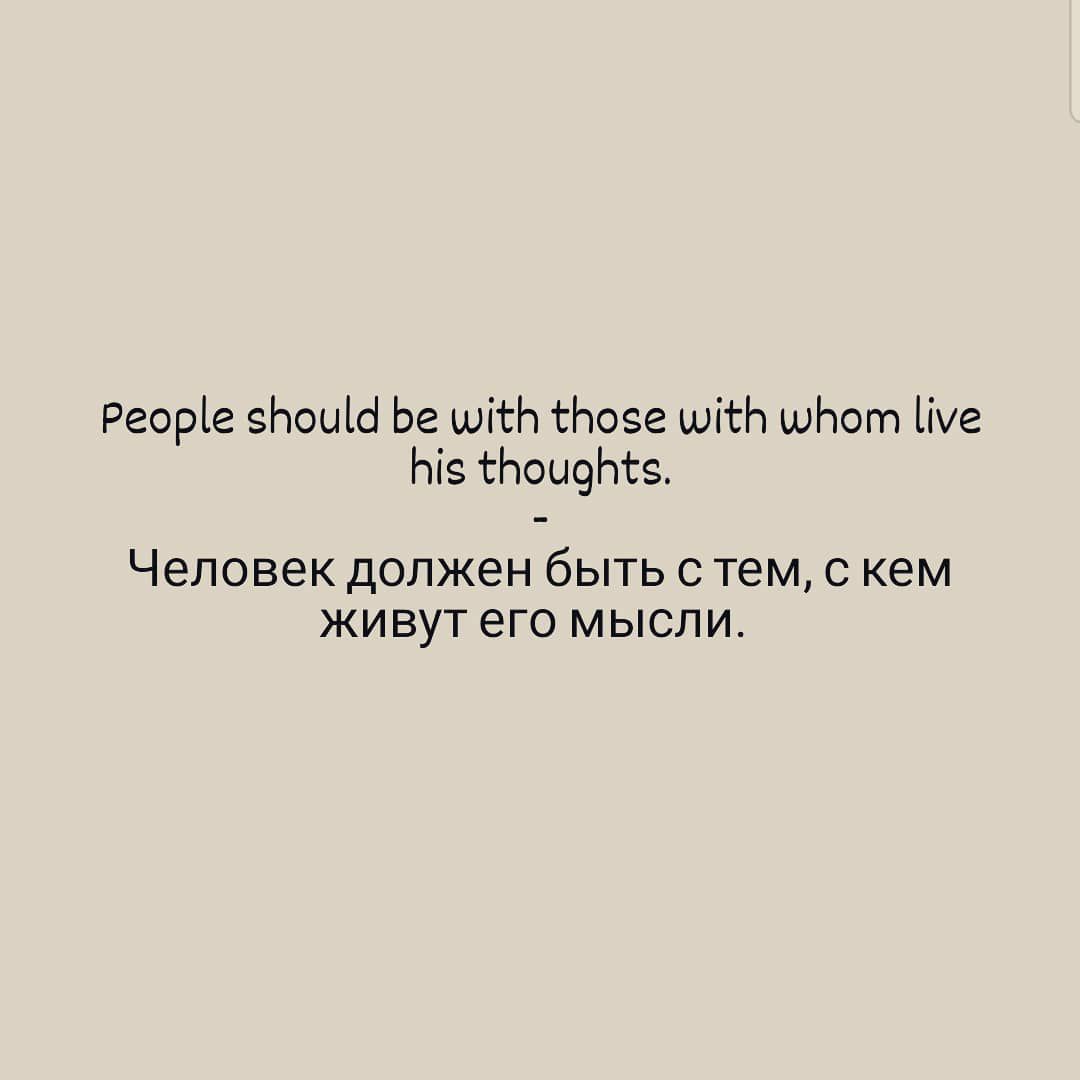 People should be with those with whom live
his thoughts.
-
Человек должен быть с тем, с кем
живут его мысли.